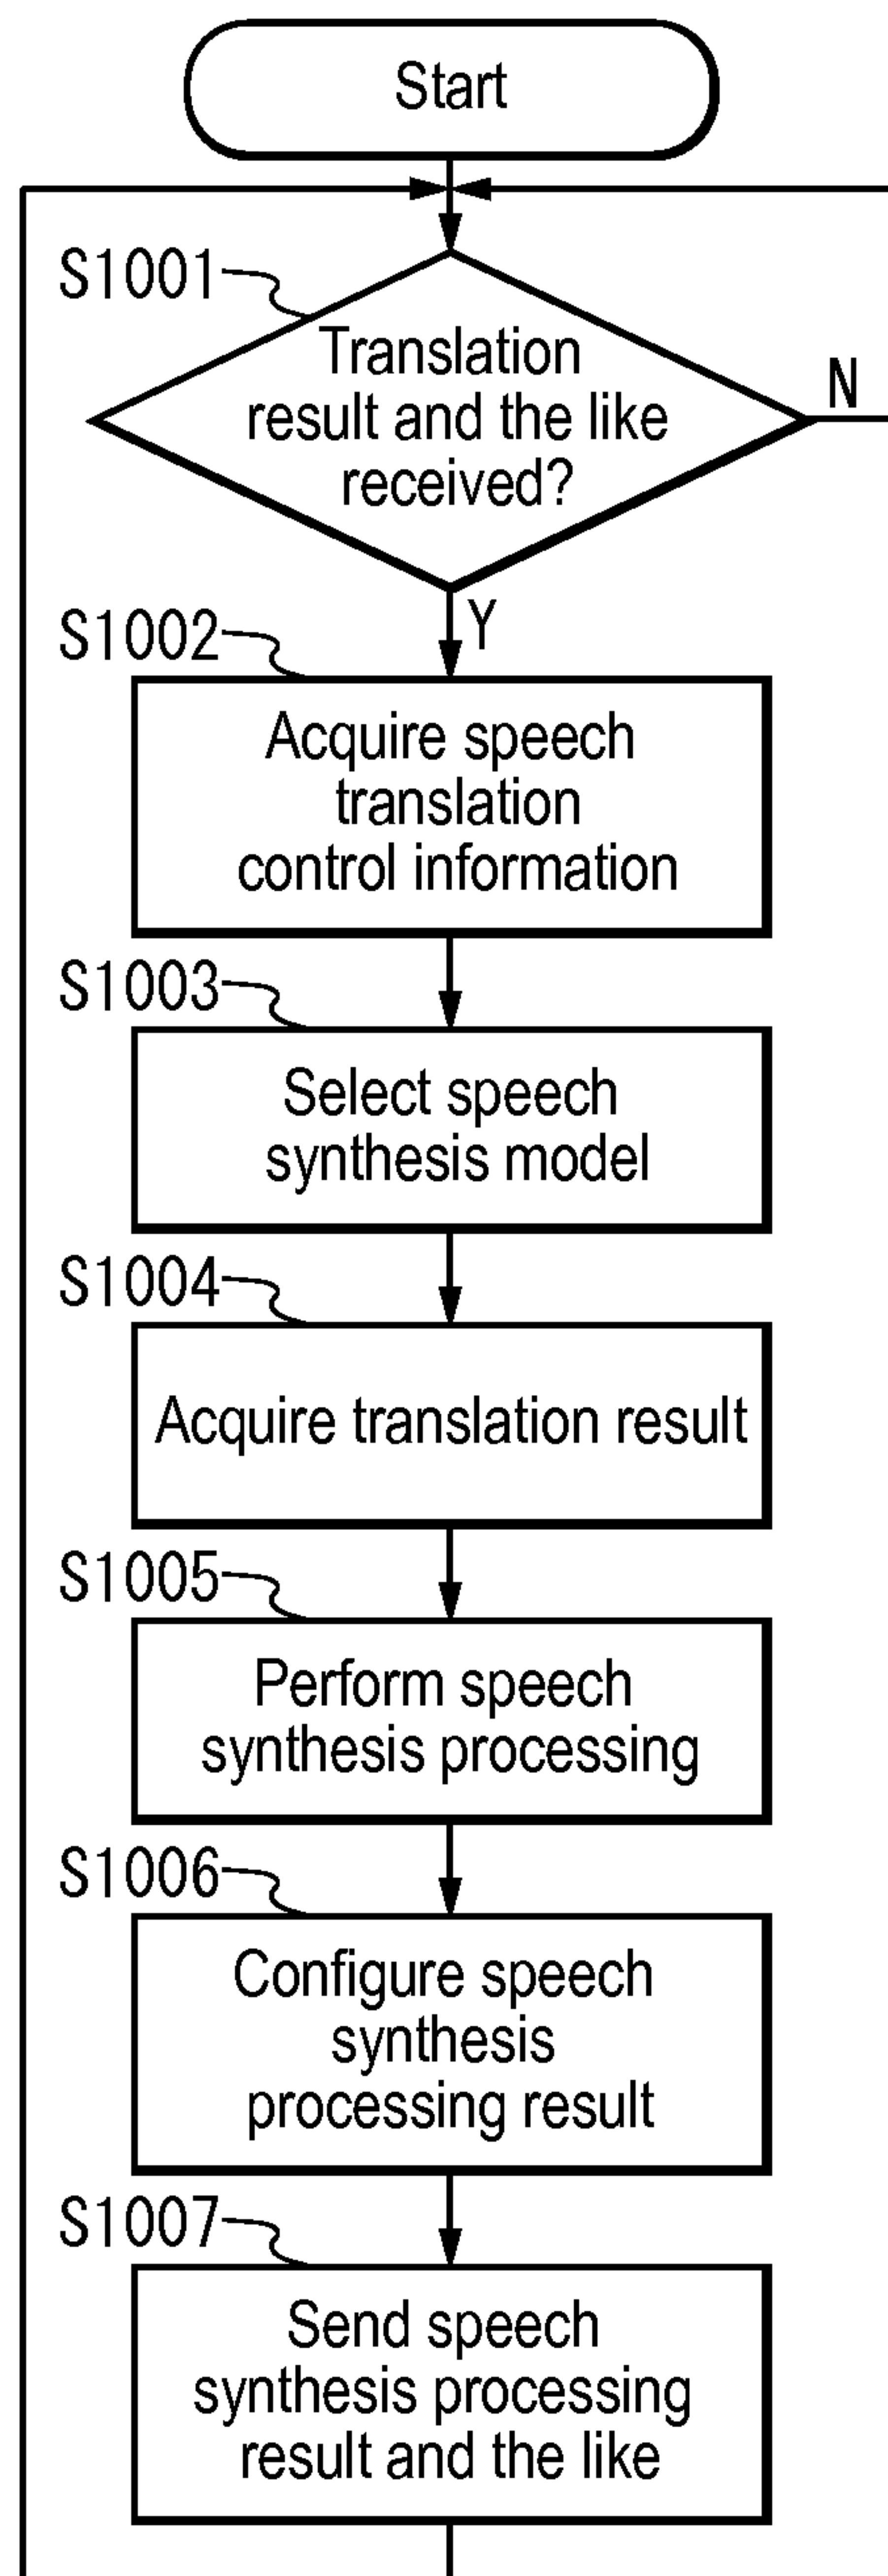 Start
S1001
Translation
result and the like
received?
N
Y
S1002
Acquire speech
translation
control information
S1003
Select speech
synthesis model
S1004
Acquire translation result
S1005
Perform speech
synthesis processing
S1006
Configure speech
synthesis
processing result
S1007
Send speech
synthesis processing
result and the like